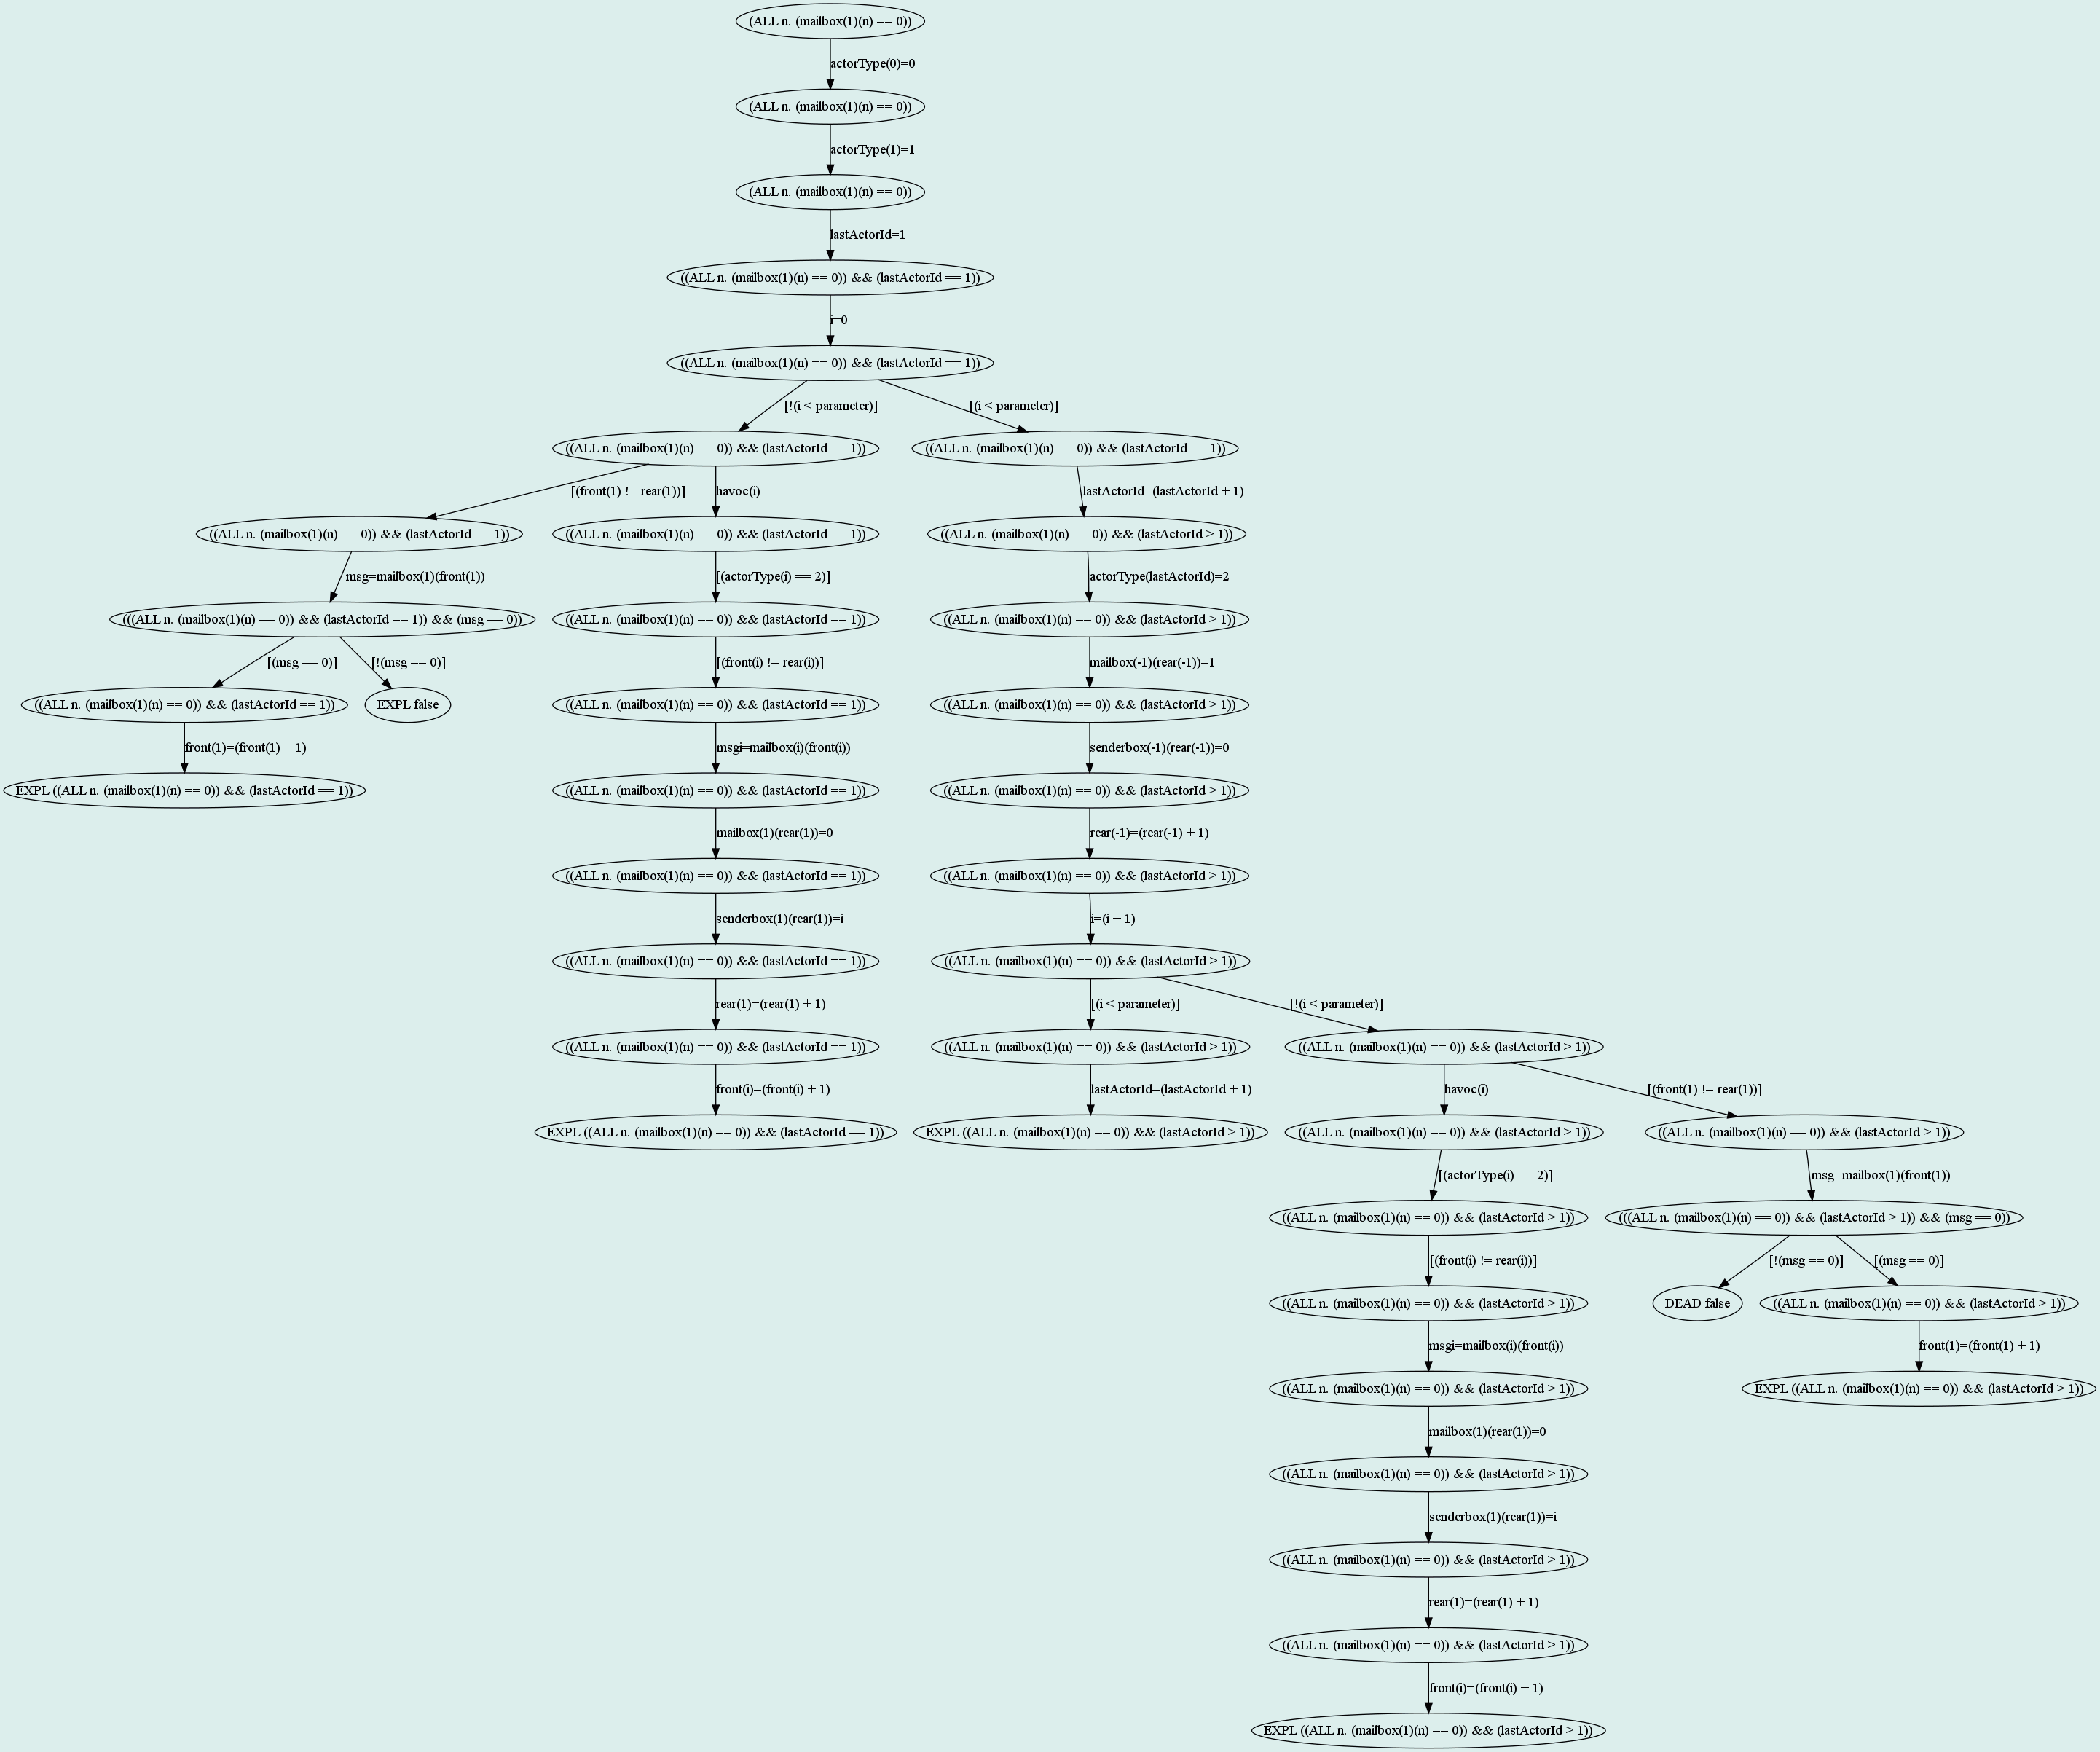 (ALL n. (mailbox(1)(n) == 0))
actorType(0)=0
(ALL n. (mailbox(1)(n) == 0))
actorType(1)=1
(ALL n. (mailbox(1)(n) == 0))
lastActorId=1
((ALL n. (mailbox(1)(n) == 0)) && (lastActorId == 1))
i=0
((ALL n. (mailbox(1)(n) == 0)) && (lastActorId == 1))
[!(i < parameter)]
[(i < parameter)]
((ALL n. (mailbox(1)(n) == 0)) && (lastActorId == 1))
((ALL n. (mailbox(1)(n) == 0)) && (lastActorId == 1))
[(front(1) != rear(1))]
havoc(i)
lastActorId=(lastActorId + 1)
((ALL n. (mailbox(1)(n) == 0)) && (lastActorId == 1))
((ALL n. (mailbox(1)(n) == 0)) && (lastActorId == 1))
((ALL n. (mailbox(1)(n) == 0)) && (lastActorId > 1))
msg=mailbox(1)(front(1))
[(actorType(i) == 2)]
actorType(lastActorId)=2
(((ALL n. (mailbox(1)(n) == 0)) && (lastActorId == 1)) && (msg == 0))
((ALL n. (mailbox(1)(n) == 0)) && (lastActorId == 1))
((ALL n. (mailbox(1)(n) == 0)) && (lastActorId > 1))
[(msg == 0)]
[!(msg == 0)]
[(front(i) != rear(i))]
mailbox(-1)(rear(-1))=1
((ALL n. (mailbox(1)(n) == 0)) && (lastActorId == 1))
EXPL false
((ALL n. (mailbox(1)(n) == 0)) && (lastActorId == 1))
((ALL n. (mailbox(1)(n) == 0)) && (lastActorId > 1))
front(1)=(front(1) + 1)
msgi=mailbox(i)(front(i))
senderbox(-1)(rear(-1))=0
EXPL ((ALL n. (mailbox(1)(n) == 0)) && (lastActorId == 1))
((ALL n. (mailbox(1)(n) == 0)) && (lastActorId == 1))
((ALL n. (mailbox(1)(n) == 0)) && (lastActorId > 1))
mailbox(1)(rear(1))=0
rear(-1)=(rear(-1) + 1)
((ALL n. (mailbox(1)(n) == 0)) && (lastActorId == 1))
((ALL n. (mailbox(1)(n) == 0)) && (lastActorId > 1))
senderbox(1)(rear(1))=i
i=(i + 1)
((ALL n. (mailbox(1)(n) == 0)) && (lastActorId == 1))
((ALL n. (mailbox(1)(n) == 0)) && (lastActorId > 1))
rear(1)=(rear(1) + 1)
[(i < parameter)]
[!(i < parameter)]
((ALL n. (mailbox(1)(n) == 0)) && (lastActorId == 1))
((ALL n. (mailbox(1)(n) == 0)) && (lastActorId > 1))
((ALL n. (mailbox(1)(n) == 0)) && (lastActorId > 1))
front(i)=(front(i) + 1)
lastActorId=(lastActorId + 1)
havoc(i)
[(front(1) != rear(1))]
EXPL ((ALL n. (mailbox(1)(n) == 0)) && (lastActorId == 1))
EXPL ((ALL n. (mailbox(1)(n) == 0)) && (lastActorId > 1))
((ALL n. (mailbox(1)(n) == 0)) && (lastActorId > 1))
((ALL n. (mailbox(1)(n) == 0)) && (lastActorId > 1))
[(actorType(i) == 2)]
msg=mailbox(1)(front(1))
((ALL n. (mailbox(1)(n) == 0)) && (lastActorId > 1))
(((ALL n. (mailbox(1)(n) == 0)) && (lastActorId > 1)) && (msg == 0))
[(front(i) != rear(i))]
[!(msg == 0)]
[(msg == 0)]
((ALL n. (mailbox(1)(n) == 0)) && (lastActorId > 1))
DEAD false
((ALL n. (mailbox(1)(n) == 0)) && (lastActorId > 1))
msgi=mailbox(i)(front(i))
front(1)=(front(1) + 1)
((ALL n. (mailbox(1)(n) == 0)) && (lastActorId > 1))
EXPL ((ALL n. (mailbox(1)(n) == 0)) && (lastActorId > 1))
mailbox(1)(rear(1))=0
((ALL n. (mailbox(1)(n) == 0)) && (lastActorId > 1))
senderbox(1)(rear(1))=i
((ALL n. (mailbox(1)(n) == 0)) && (lastActorId > 1))
rear(1)=(rear(1) + 1)
((ALL n. (mailbox(1)(n) == 0)) && (lastActorId > 1))
front(i)=(front(i) + 1)
EXPL ((ALL n. (mailbox(1)(n) == 0)) && (lastActorId > 1))